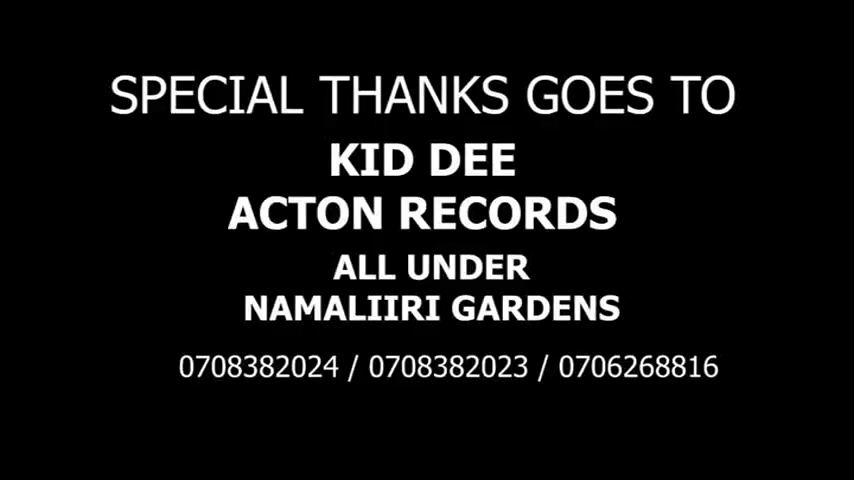 SPECIAL THANKS GOES TO
KID DEE
ACTON RECORDS
ALL UNDER
NAMALIIRI GARDENS
0708382024 / 0708382023 / 0706268816